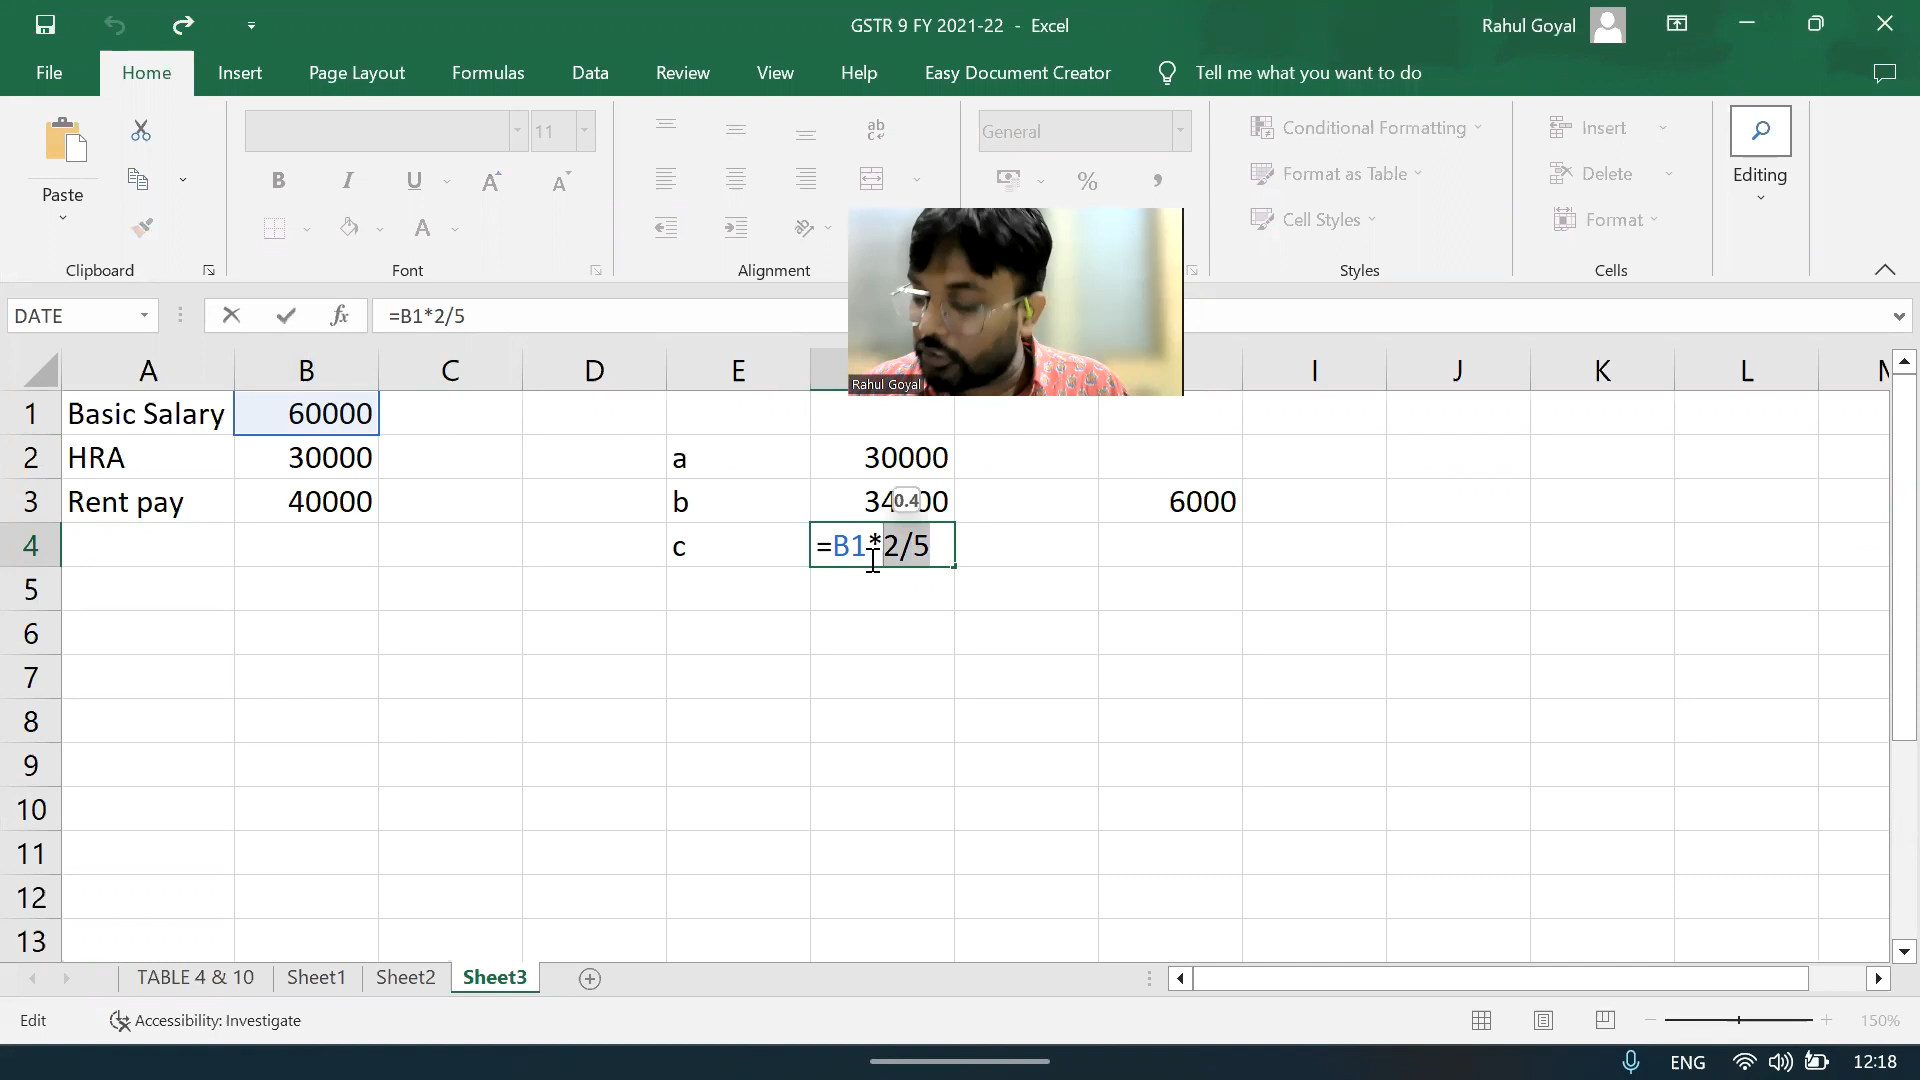 GSTR 9 FY 2021-22 - Excel
Rahul Goyal
File Home Insert Page Layout Formulas Data Review View Help Easy Document Creator Tell me what you want to do
Paste
Clipboard
11
B I U A A
A
Font
ab
c
Alignment
General
% ,
Conditional Formatting
Format as Table
Cell Styles
Styles
Insert
Delete
Format
Cells
Editing
DATE
fx
=B1*2/5
Rahul Goyal
A B C D E I J K L
1 Basic Salary 60000
2 HRA 30000 a 30000
3 Rent pay 40000 b 6000
0.4
4 c =B1*2/5
5
6
7
8
9
10
11
12
13
TABLE 4 & 10 Sheet1 Sheet2 Sheet3
Edit Accessibility: Investigate 150%
ENG 12:18